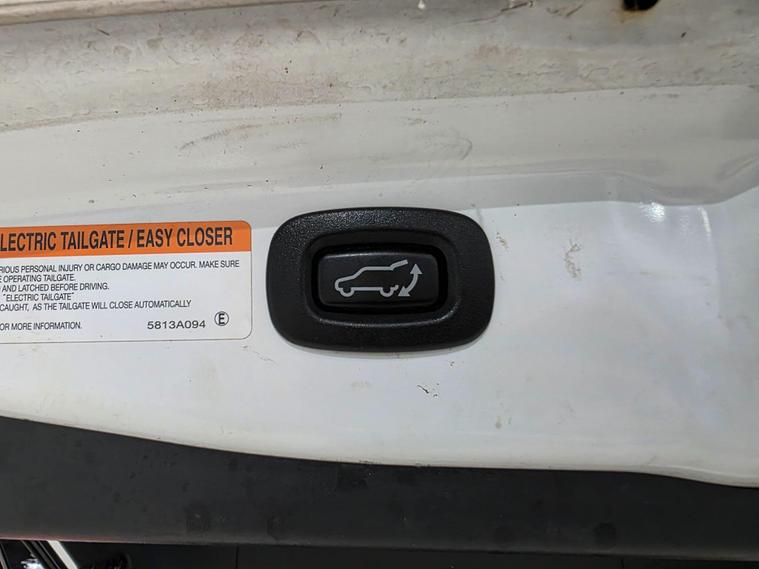 LECTRIC TAILGATE / EASY CLOSER
RIOUS PERSONAL INJURY OR CARGO DAMAGE MAY OCCUR. MAKE SURE
E OPERATING TAILGATE.
D AND LATCHED BEFORE DRIVING.
"ELECTRIC TAILGATE"
CAUGHT, AS THE TAILGATE WILL CLOSE AUTOMATICALLY
OR MORE INFORMATION.
5813A094 Ⓔ